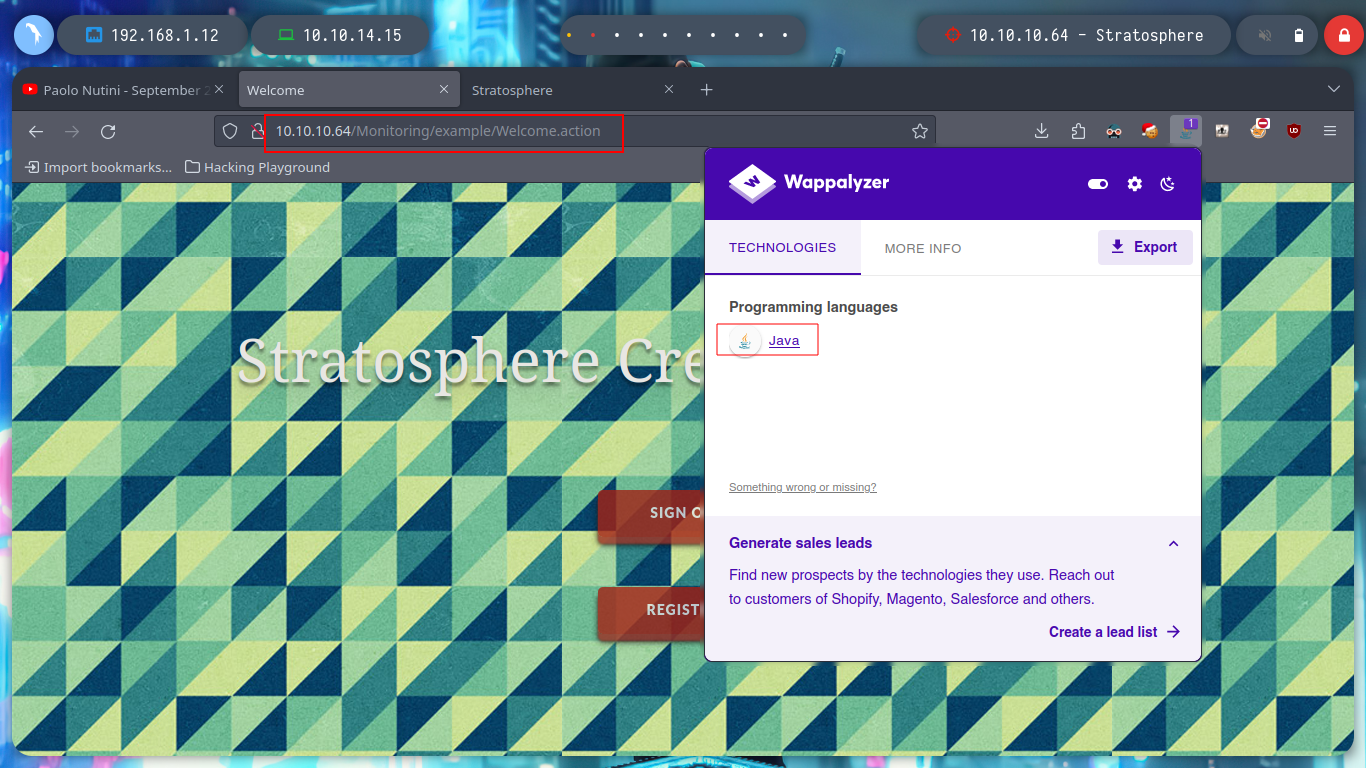 192.168.1.12
10.10.14.15
10.10.10.64 - Stratosphere
Paolo Nutini - September
Welcome
Stratosphere
10.10.10.64/Monitoring/example/Welcome.action
1
UD
Import bookmarks...
Hacking Playground
W
Wappalyzer
TECHNOLOGIES
MORE INFO
Export
Programming languages
Java
Stratosphere Cre
SIGN O
REGIST
Something wrong or missing?
Generate sales leads
Find new prospects by the technologies they use. Reach out
to customers of Shopify, Magento, Salesforce and others.
Create a lead list